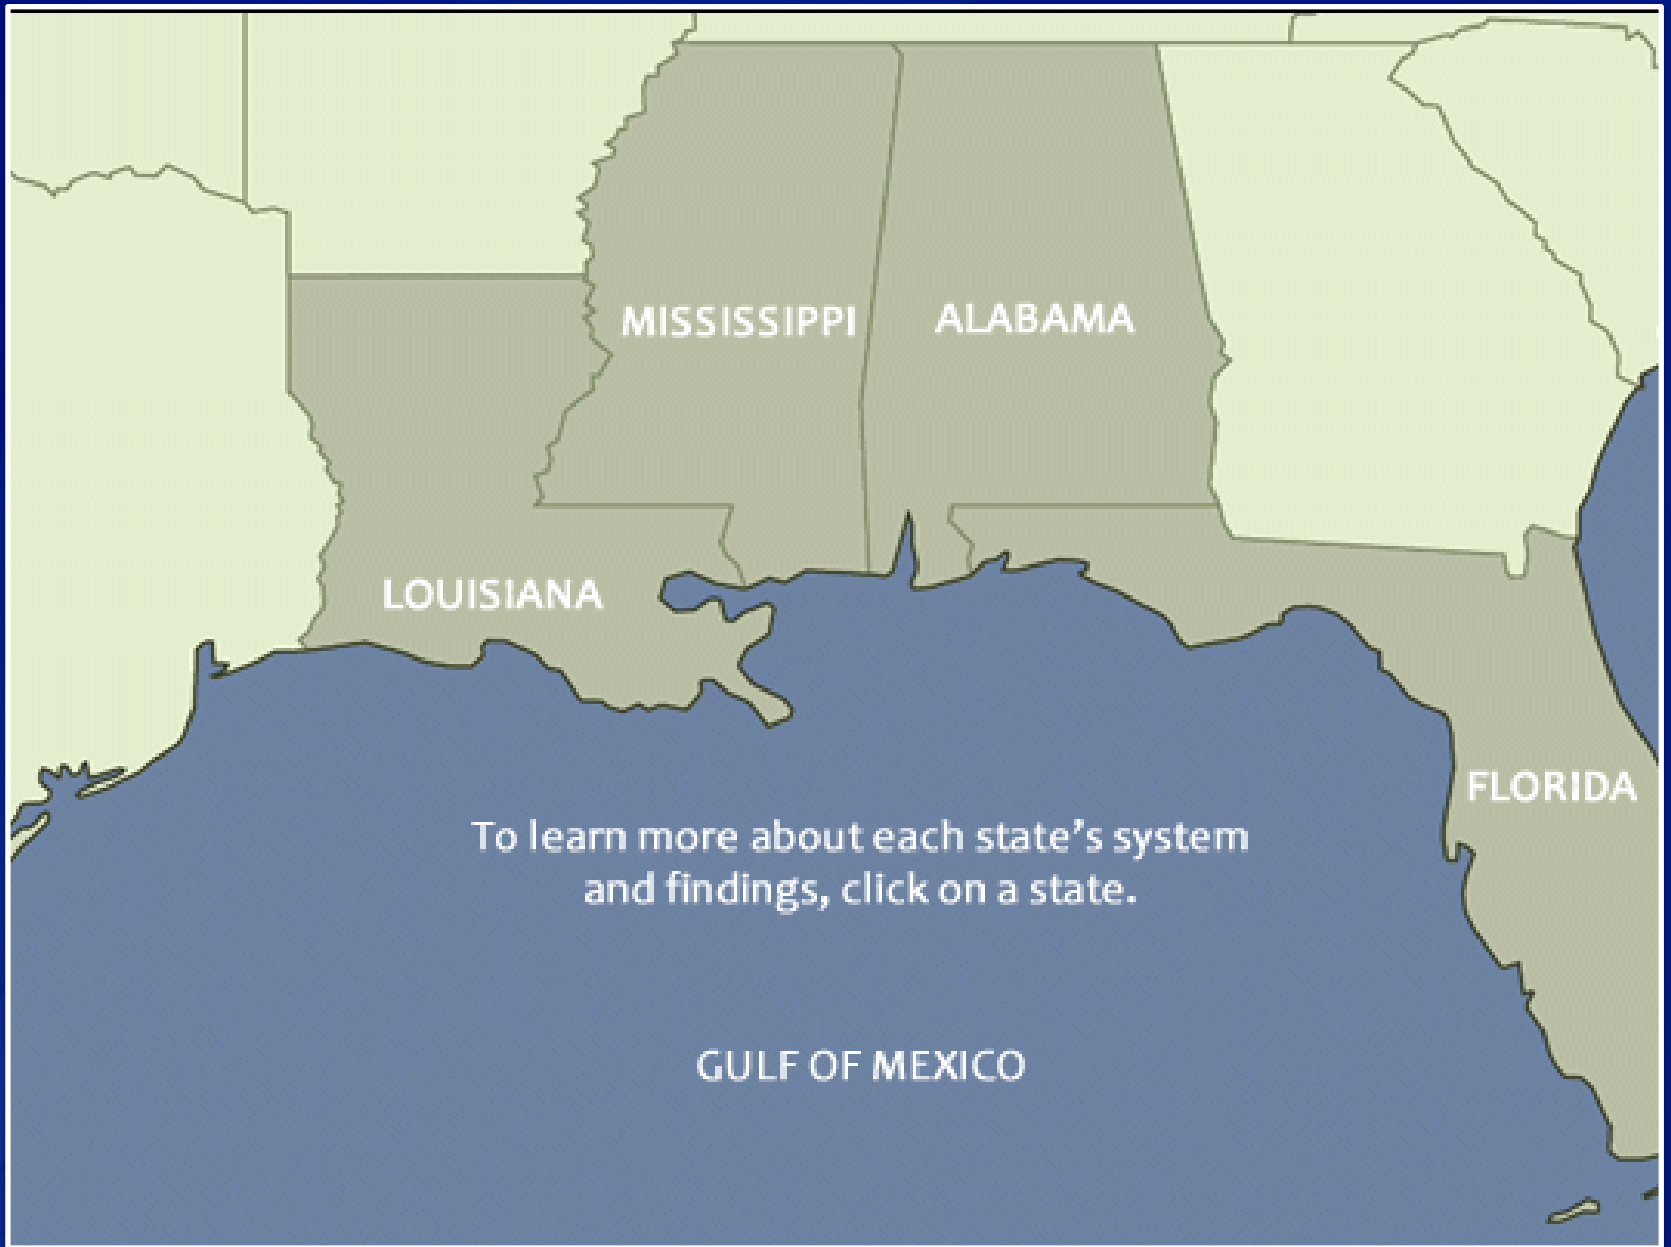 MISSISSIPPI
ALABAMA
LOUISIANA
FLORIDA
To learn more about each state’s system
and findings, click on a state.
GULF OF MEXICO